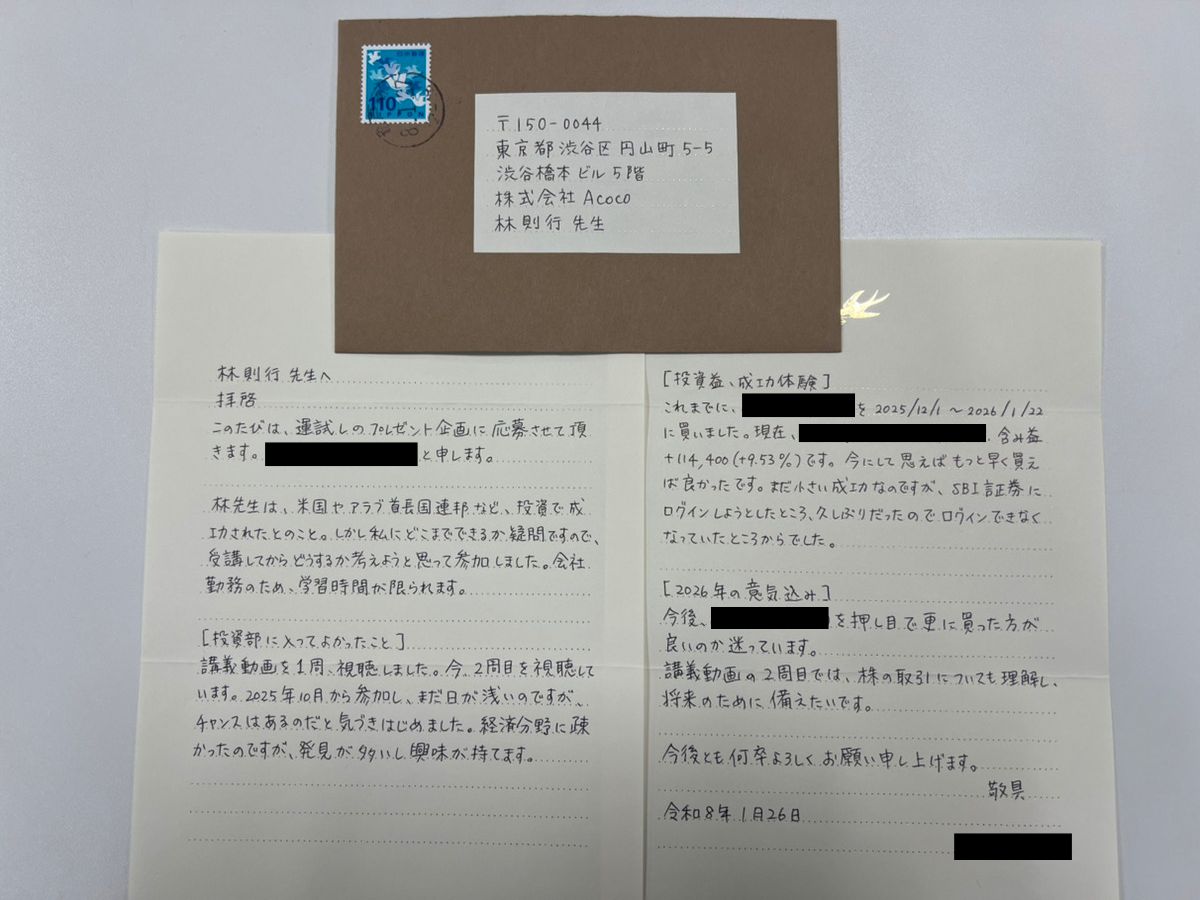 110
NIPPON
〒150-0044
東京都渋谷区円山町5-5
渋谷橋本ビル5階
株式会社Acoco
林則行先生
林則行先生へ
拝啓
このたびは、運試しのプレゼント企画に応募させて頂
きます。と申します。
林先生は、米国やアラブ首長国連邦など、投資で成
功されたとのこと。しかし私にどこまでできるか疑問ですので、
受講してからどうするか考えようと思って参加しました。会社
勤務のため、学習時間が限られます。
[投資部に入ってよかったこと]
講義動画を1周、視聴しました。今、2周目を視聴して
います。2025年10月から参加し、まだ日が浅いのですが、
チャンスはあるのだと気づきはじめました。経済分野に疎
かったのですが、発見が多いし興味が持てます。
[投資益、成功体験]
これまでに、を2025/12/1～2026/1/22
に買いました。現在、含み益
+114,400(+9.53%)です。今にして思えばもっと早く買え
ば良かったです。まだ小さい成功なのですが、SBI証券に
ログインしようとしたところ、久しぶりだったのでログインできなく
なっていたところからでした。
[2026年の意気込み]
今後、を押し目で更に買った方が
良いのか迷っています。
講義動画の2周目では、株の取引についても理解し、
将来のために備えたいです。
今後とも何卒よろしくお願い申し上げます。
敬具
令和8年1月26日